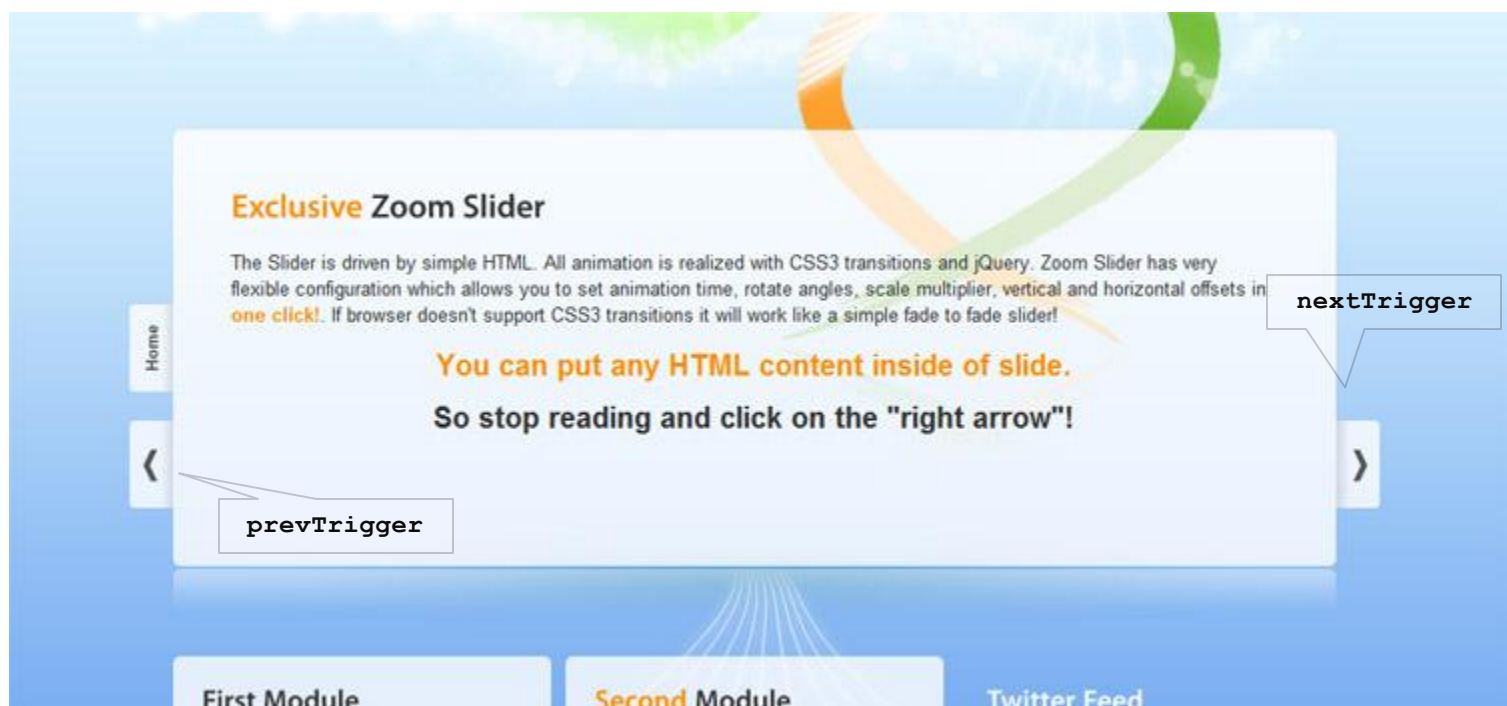 Exclusive Zoom Slider
The Slider is driven by simple HTML. All animation is realized with CSS3 transitions and jQuery. Zoom Slider has very
flexible configuration which allows you to set animation time, rotate angles, scale multiplier, vertical and horizontal offsets in
one click!. If browser doesn't support CSS3 transitions it will work like a simple fade to fade slider!
nextTrigger
Home
You can put any HTML content inside of slide.
So stop reading and click on the "right arrow"!
prevTrigger
First Module
Second Module
Twitter Feed